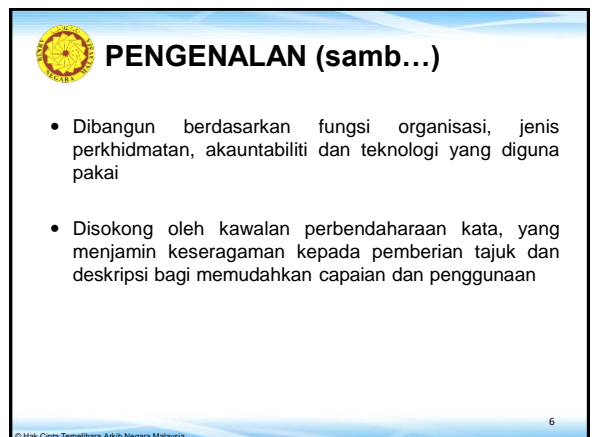 PENGENALAN (samb…)
• Dibangun berdasarkan fungsi organisasi, jenis
perkhidmatan, akauntabiliti dan teknologi yang diguna
pakai
• Disokong oleh kawalan perbendaharaan kata, yang
menjamin keseragaman kepada pemberian tajuk dan
deskripsi bagi memudahkan capaian dan penggunaan
6
© Hak Cipta Terpelihara Arkib Negara Malaysia